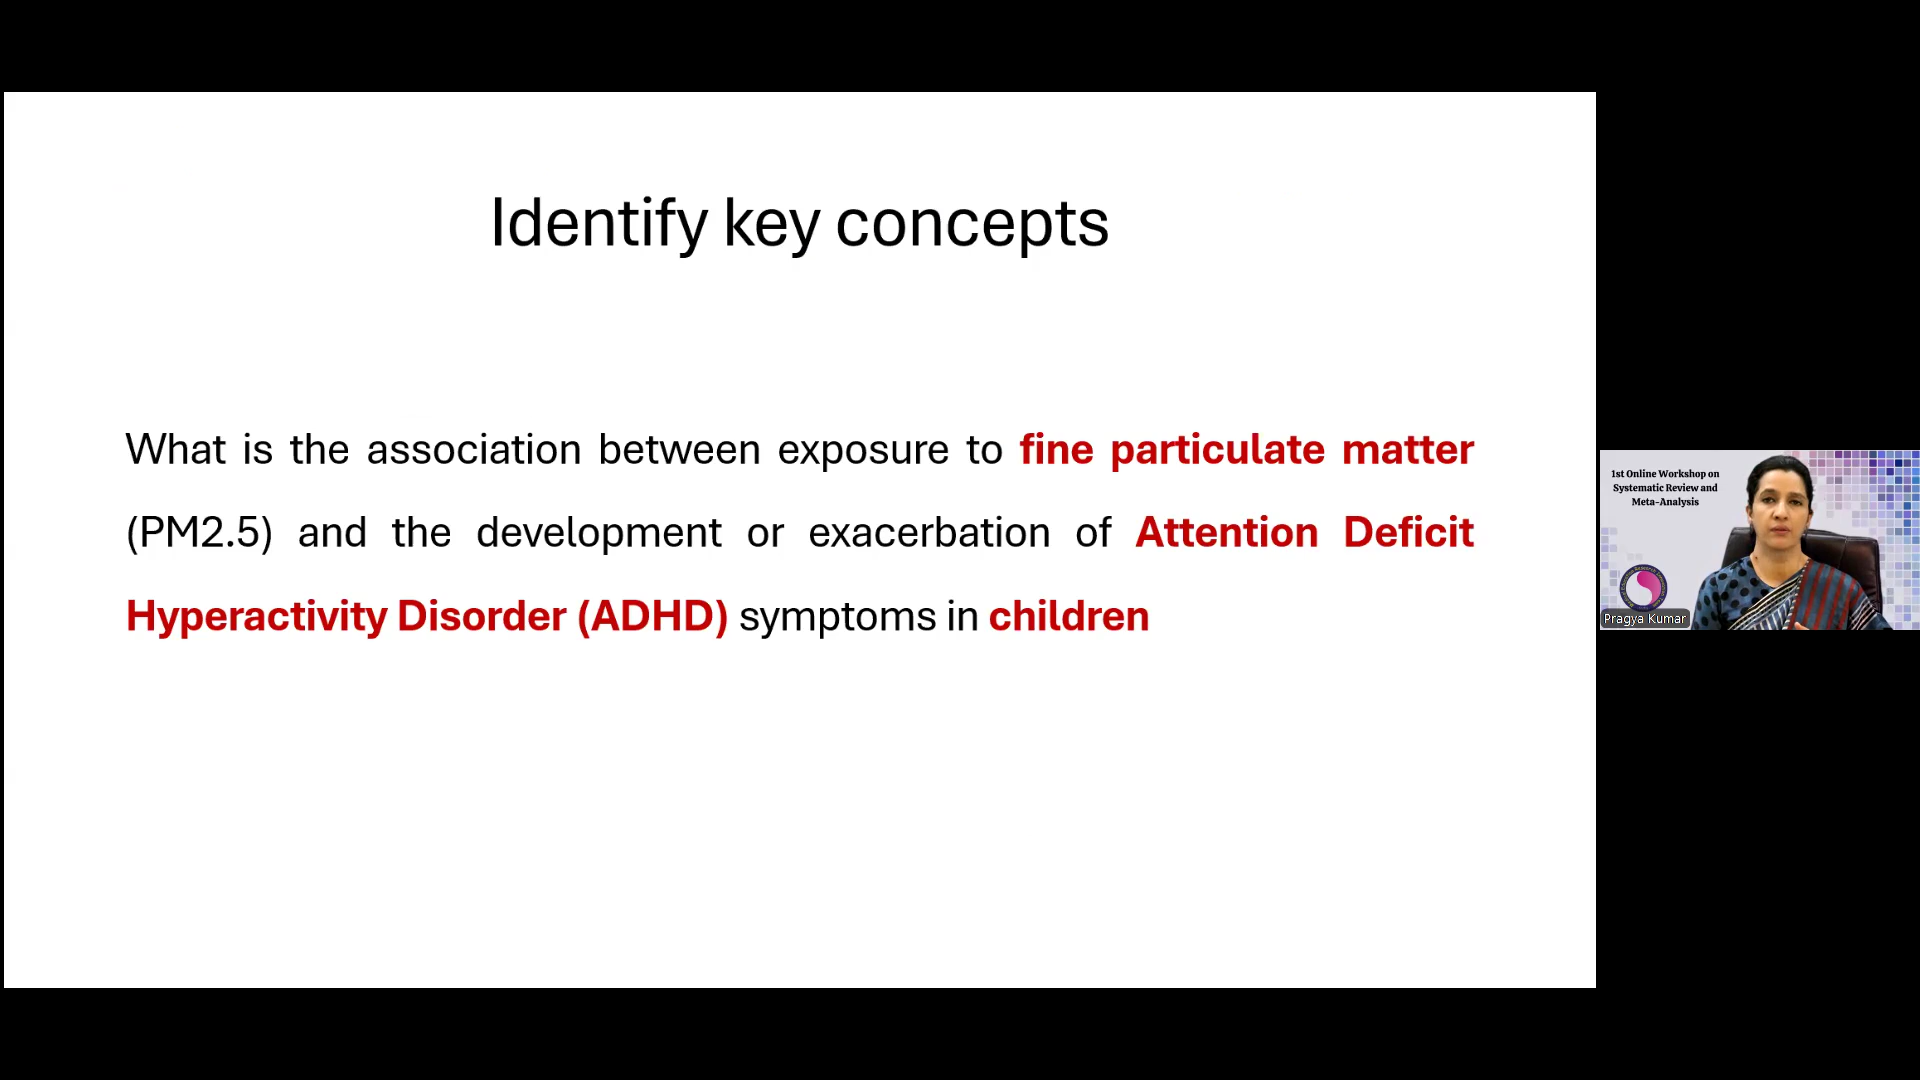 Identify key concepts
What is the association between exposure to fine particulate matter
(PM2.5) and the development or exacerbation of Attention Deficit
Hyperactivity Disorder (ADHD) symptoms in children
1st Online Workshop on
Systematic Review and
Meta-Analysis
Pragya Kumar